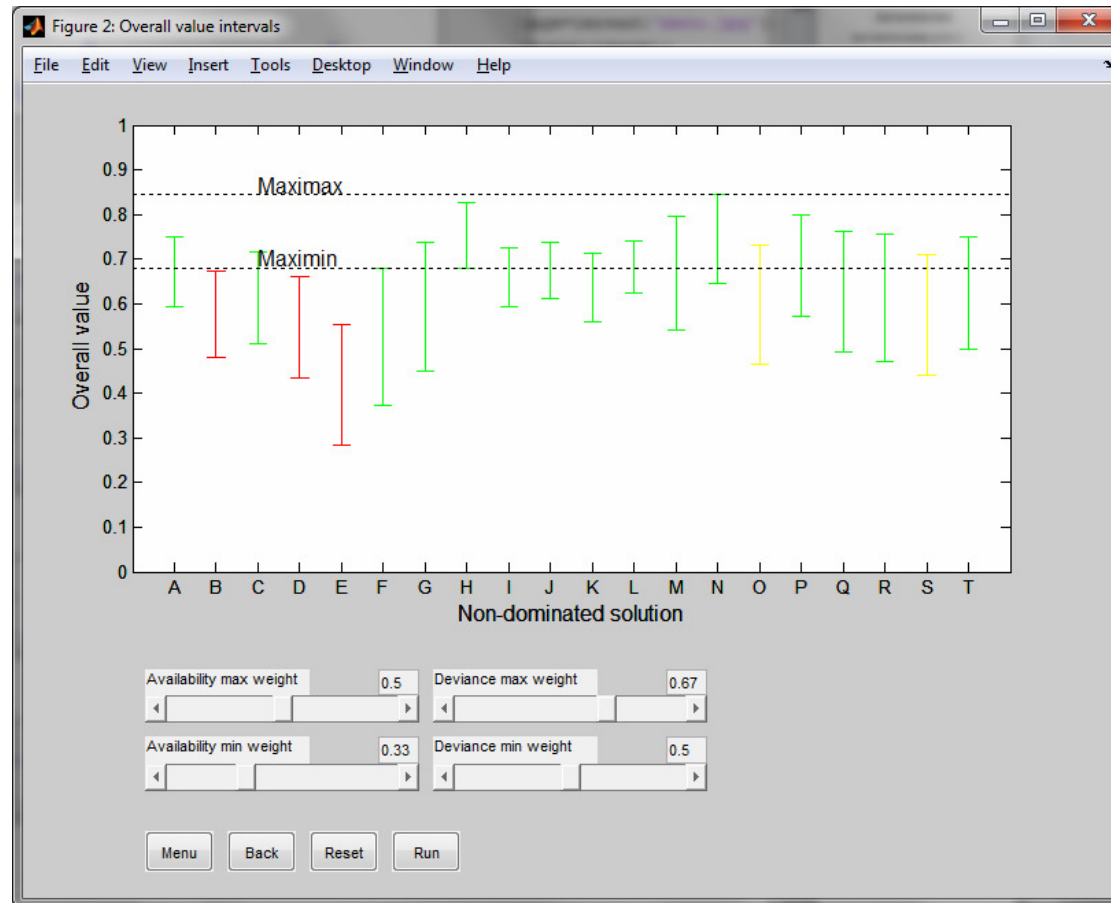 Figure 2: Overall value intervals
File Edit View Insert Tools Desktop Window Help
1
0.9
Maximax
0.8
0.7
Maximin
0.6
0.5
0.4
0.3
0.2
0.1
0
Overall value
A B C D E F G H I J K L M N O P Q R S T
Non-dominated solution
Availability max weight 0.5 Deviance max weight 0.67
Availability min weight 0.33 Deviance min weight 0.5
Menu Back Reset Run